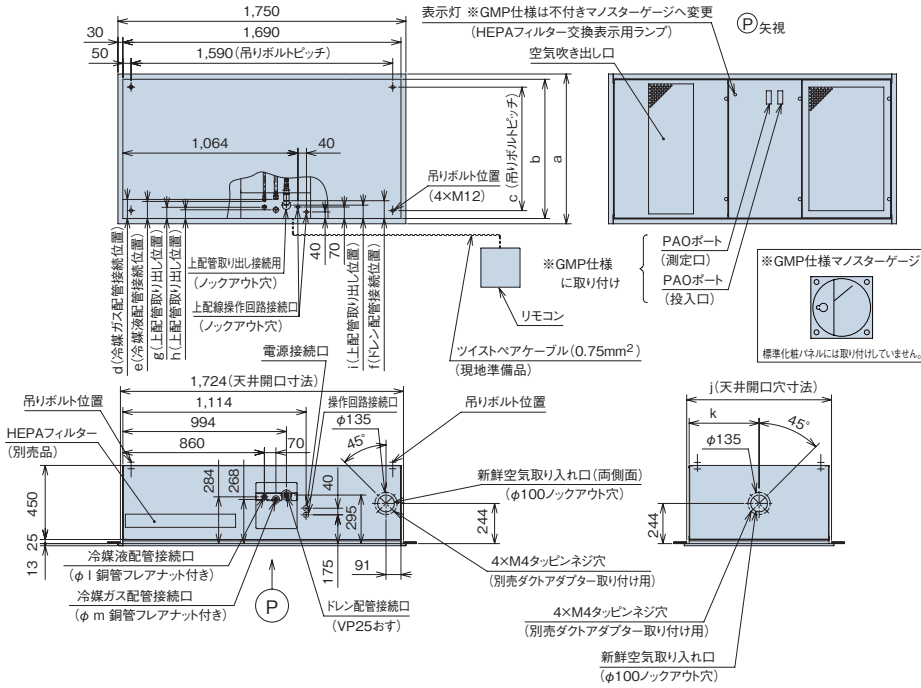 1,750
30
1,690
50
1,590(吊りボルトピッチ)
1,064
40
c(吊りボルトピッチ)
b
a
吊りボルト位置
(4×M12)
40
70
d(冷媒ガス配管接続位置)
e(冷媒液配管接続位置)
g(上配管取り出し位置)
h(上配管取り出し位置)
上配管取り出し接続用
(ノックアウト穴)
上配線操作回路接続口
(ノックアウト穴)
i(上配管取り出し位置)
f(ドレン配管接続位置)
表示灯 ※GMP仕様は不付きマノスターゲージへ変更
(HEPAフィルター交換表示用ランプ)
空気吹き出し口
P 矢視
※GMP仕様
に取り付け
PAOポート
(測定口)
PAOポート
(投入口)
リモコン
ツイストペアケーブル(0.75mm²)
(現地準備品)
※GMP仕様マノスターゲージ
標準化粧パネルには取り付けしていません。
電源接続口
1,724(天井開口寸法)
吊りボルト位置
1,114
操作回路接続口
吊りボルト位置
994
φ135
HEPAフィルター
(別売品)
860
70
45°
284
268
40
295
450
25
13
175
91
244
新鮮空気取り入れ口(両側面)
(φ100ノックアウト穴)
冷媒液配管接続口
(φl 銅管フレアナット付き)
冷媒ガス配管接続口
(φm 銅管フレアナット付き)
P
ドレン配管接続口
(VP25おす)
4×M4タッピンネジ穴
(別売ダクトアダプター取り付け用)
j(天井開口穴寸法)
k
45°
φ135
244
4×M4タッピンネジ穴
(別売ダクトアダプター取り付け用)
新鮮空気取り入れ口
(φ100ノックアウト穴)